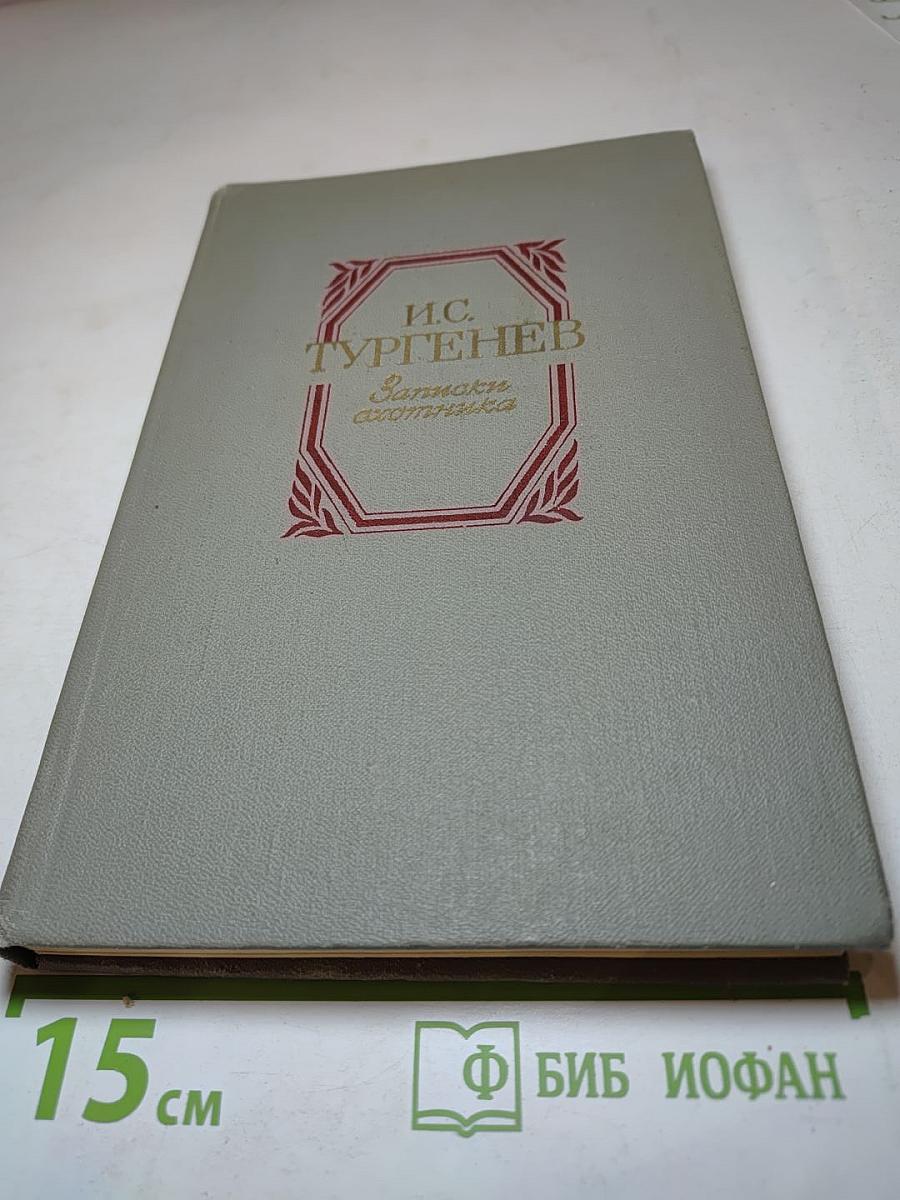 И.С.
ТУРГЕНЕВ
Записки
охотника
15 см
Ф БИБ ИОФАН